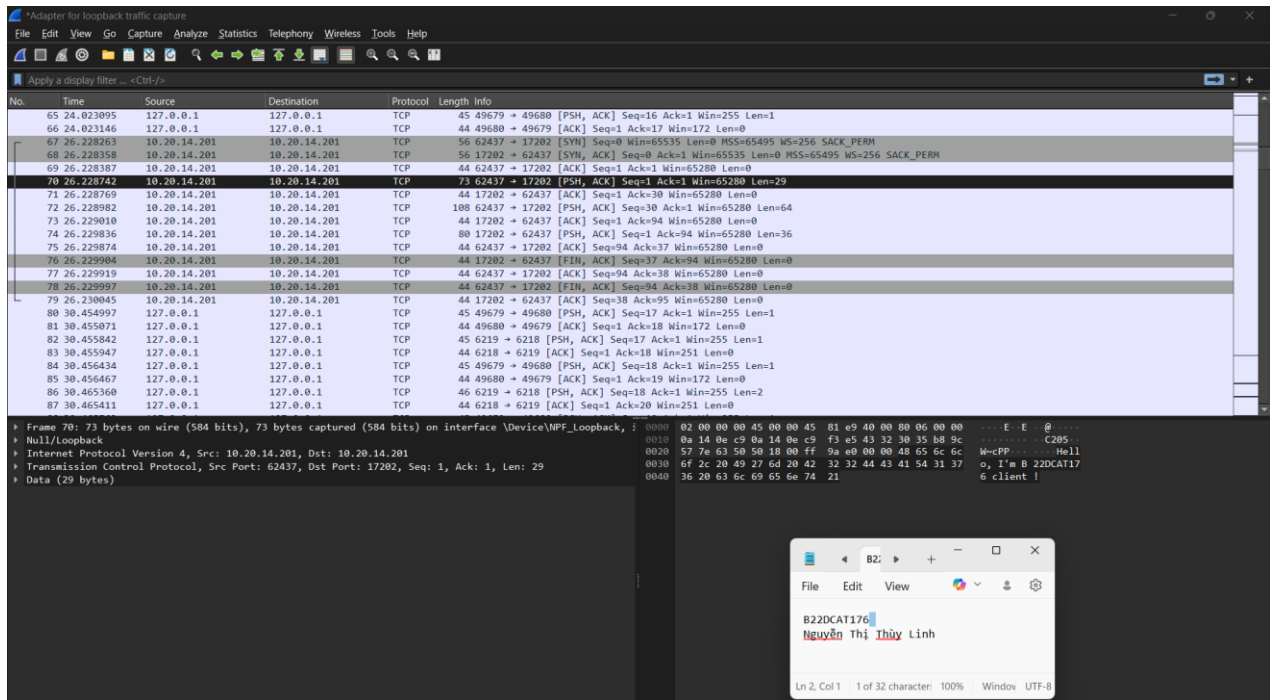 *Adapter for loopback traffic capture
File Edit View Go Capture Analyze Statistics Telephony Wireless Tools Help
Apply a display filter ... <Ctrl-/>
No. Time Source Destination Protocol Length Info
65 24.023095 127.0.0.1 127.0.0.1 TCP 45 49679 → 49680 [PSH, ACK] Seq=16 Ack=1 Win=255 Len=1
66 24.023146 127.0.0.1 127.0.0.1 TCP 44 49680 → 49679 [ACK] Seq=1 Ack=17 Win=172 Len=0
67 26.228263 10.20.14.201 10.20.14.201 TCP 56 62437 → 17202 [SYN] Seq=0 Win=65535 Len=0 MSS=65495 WS=256 SACK_PERM
68 26.228358 10.20.14.201 10.20.14.201 TCP 56 17202 → 62437 [SYN, ACK] Seq=0 Ack=1 Win=65535 Len=0 MSS=65495 WS=256 SACK_PERM
69 26.228387 10.20.14.201 10.20.14.201 TCP 44 62437 → 17202 [ACK] Seq=1 Ack=1 Win=65280 Len=0
70 26.228742 10.20.14.201 10.20.14.201 TCP 73 62437 → 17202 [PSH, ACK] Seq=1 Ack=1 Win=65280 Len=29
71 26.228769 10.20.14.201 10.20.14.201 TCP 44 17202 → 62437 [ACK] Seq=1 Ack=30 Win=65280 Len=0
72 26.228982 10.20.14.201 10.20.14.201 TCP 108 62437 → 17202 [PSH, ACK] Seq=30 Ack=1 Win=65280 Len=64
73 26.229010 10.20.14.201 10.20.14.201 TCP 44 17202 → 62437 [ACK] Seq=1 Ack=94 Win=65280 Len=0
74 26.229836 10.20.14.201 10.20.14.201 TCP 80 17202 → 62437 [PSH, ACK] Seq=1 Ack=94 Win=65280 Len=36
75 26.229874 10.20.14.201 10.20.14.201 TCP 44 62437 → 17202 [ACK] Seq=94 Ack=37 Win=65280 Len=0
76 26.229904 10.20.14.201 10.20.14.201 TCP 44 17202 → 62437 [FIN, ACK] Seq=37 Ack=94 Win=65280 Len=0
77 26.229919 10.20.14.201 10.20.14.201 TCP 44 62437 → 17202 [ACK] Seq=94 Ack=38 Win=65280 Len=0
78 26.229997 10.20.14.201 10.20.14.201 TCP 44 62437 → 17202 [FIN, ACK] Seq=94 Ack=38 Win=65280 Len=0
79 26.230045 10.20.14.201 10.20.14.201 TCP 44 17202 → 62437 [ACK] Seq=38 Ack=95 Win=65280 Len=0
80 30.454997 127.0.0.1 127.0.0.1 TCP 45 49679 → 49680 [PSH, ACK] Seq=17 Ack=1 Win=255 Len=1
81 30.455071 127.0.0.1 127.0.0.1 TCP 44 49680 → 49679 [ACK] Seq=1 Ack=18 Win=172 Len=0
82 30.455842 127.0.0.1 127.0.0.1 TCP 45 6219 → 6218 [PSH, ACK] Seq=17 Ack=1 Win=255 Len=1
83 30.455947 127.0.0.1 127.0.0.1 TCP 44 6218 → 6219 [ACK] Seq=1 Ack=18 Win=251 Len=0
84 30.456434 127.0.0.1 127.0.0.1 TCP 45 49679 → 49680 [PSH, ACK] Seq=18 Ack=1 Win=255 Len=1
85 30.456467 127.0.0.1 127.0.0.1 TCP 44 49680 → 49679 [ACK] Seq=1 Ack=19 Win=172 Len=0
86 30.465360 127.0.0.1 127.0.0.1 TCP 46 6219 → 6218 [PSH, ACK] Seq=18 Ack=1 Win=255 Len=2
87 30.465411 127.0.0.1 127.0.0.1 TCP 44 6218 → 6219 [ACK] Seq=1 Ack=20 Win=251 Len=0
Frame 70: 73 bytes on wire (584 bits), 73 bytes captured (584 bits) on interface \Device\NPF_Loopback, i
Null/Loopback
Internet Protocol Version 4, Src: 10.20.14.201, Dst: 10.20.14.201
Transmission Control Protocol, Src Port: 62437, Dst Port: 17202, Seq: 1, Ack: 1, Len: 29
Data (29 bytes)
0000 02 00 00 00 45 00 00 45 81 e9 40 00 80 06 00 00 ····E··E ··@·····
0010 0a 14 0e c9 0a 14 0e c9 f3 e5 43 32 30 35 b8 9c ········ ··C205··
0020 57 7e 63 50 50 18 00 ff 9a e0 00 00 48 65 6c 6c W~cPP··· ····Hell
0030 6f 2c 20 49 27 6d 20 42 32 32 44 43 41 54 31 37 o, I'm B 22DCAT17
0040 36 20 63 6c 69 65 6e 74 21 6 client !
B22
File Edit View
B22DCAT176
Nguyễn Thị Thùy Linh
Ln 2, Col 1 1 of 32 character 100% Window UTF-8